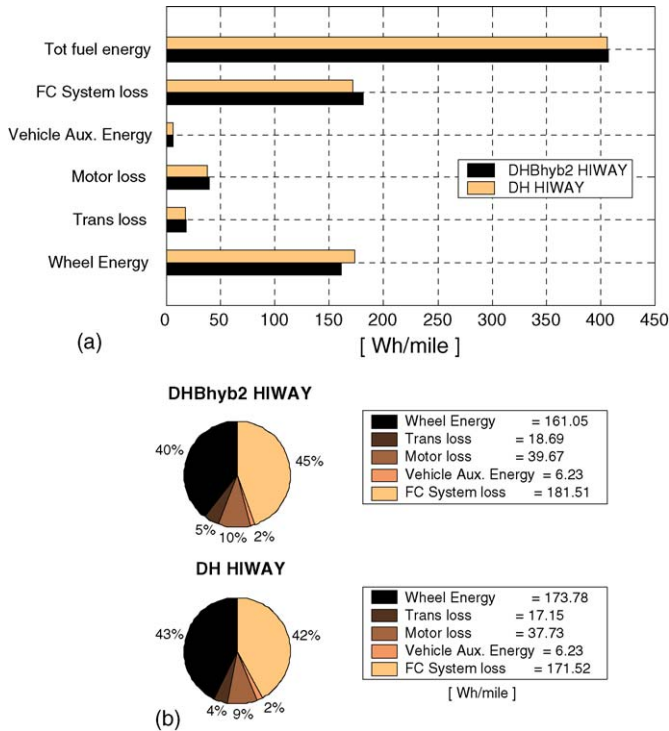 Tot fuel energy
FC System loss
Vehicle Aux. Energy
Motor loss
Trans loss
Wheel Energy
DHBhyb2 HIWAY
DH HIWAY
0 50 100 150 200 250 300 350 400 450
(a)
[ Wh/mile ]
DHBhyb2 HIWAY
40%
45%
5%
10%
2%
Wheel Energy = 161.05
Trans loss = 18.69
Motor loss = 39.67
Vehicle Aux. Energy = 6.23
FC System loss = 181.51
DH HIWAY
43%
42%
4%
9%
2%
Wheel Energy = 173.78
Trans loss = 17.15
Motor loss = 37.73
Vehicle Aux. Energy = 6.23
FC System loss = 171.52
[ Wh/mile ]
(b)